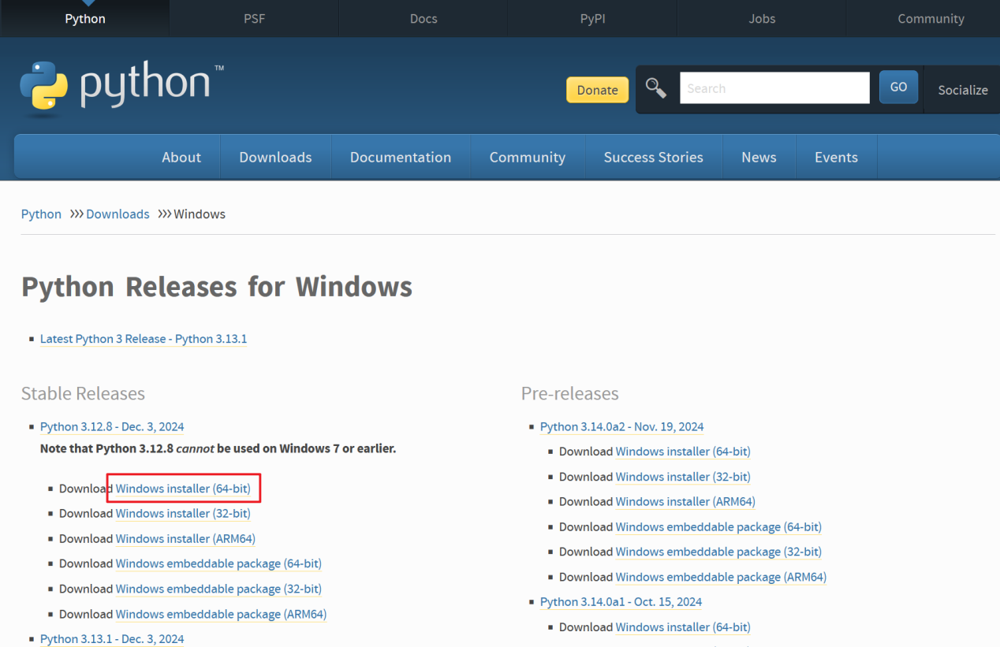 Python PSF Docs PyPI Jobs Community
python™
Donate Search GO Socialize
About Downloads Documentation Community Success Stories News Events
Python >>> Downloads >>> Windows
Python Releases for Windows
Latest Python 3 Release - Python 3.13.1
Stable Releases
Python 3.12.8 - Dec. 3, 2024
Note that Python 3.12.8 cannot be used on Windows 7 or earlier.
Download Windows installer (64-bit)
Download Windows installer (32-bit)
Download Windows installer (ARM64)
Download Windows embeddable package (64-bit)
Download Windows embeddable package (32-bit)
Download Windows embeddable package (ARM64)
Python 3.13.1 - Dec. 3, 2024
Pre-releases
Python 3.14.0a2 - Nov. 19, 2024
Download Windows installer (64-bit)
Download Windows installer (32-bit)
Download Windows installer (ARM64)
Download Windows embeddable package (64-bit)
Download Windows embeddable package (32-bit)
Download Windows embeddable package (ARM64)
Python 3.14.0a1 - Oct. 15, 2024
Download Windows installer (64-bit)